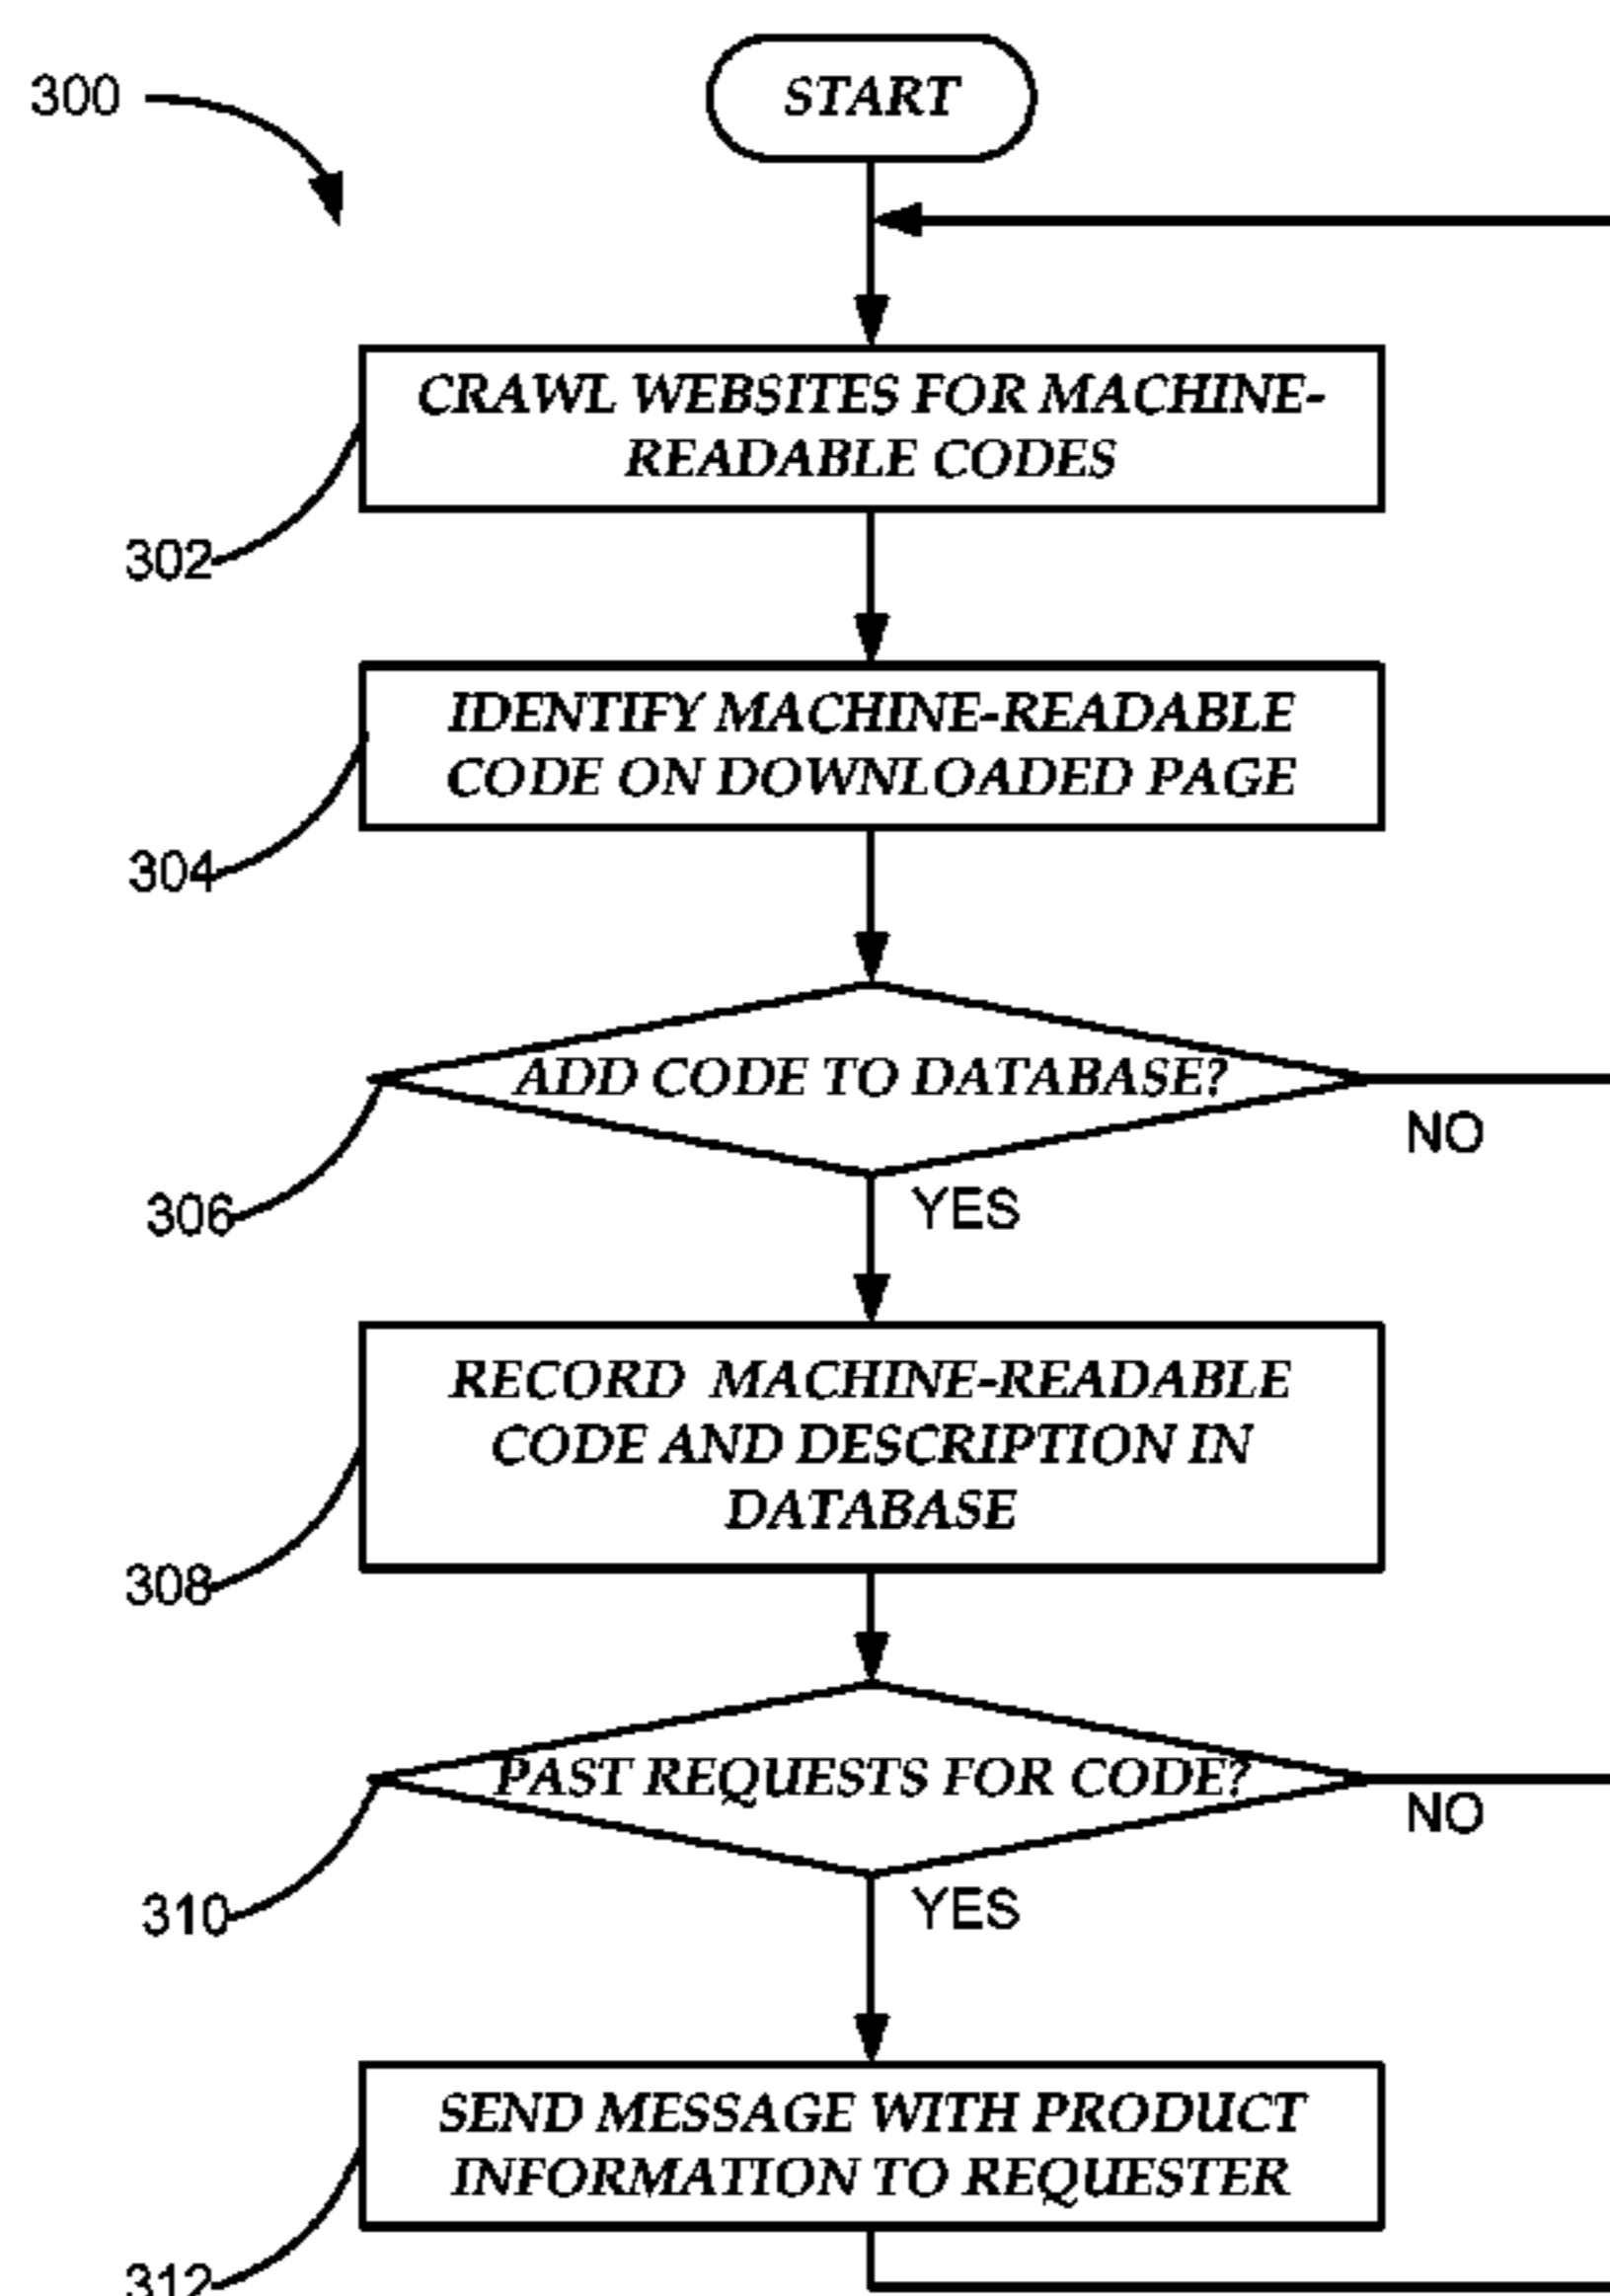 300
START
CRAWL WEBSITES FOR MACHINE-
READABLE CODES
302
IDENTIFY MACHINE-READABLE
CODE ON DOWNLOADED PAGE
304
ADD CODE TO DATABASE?
NO
306
YES
RECORD MACHINE-READABLE
CODE AND DESCRIPTION IN
DATABASE
308
PAST REQUESTS FOR CODE?
NO
310
YES
SEND MESSAGE WITH PRODUCT
INFORMATION TO REQUESTER
312